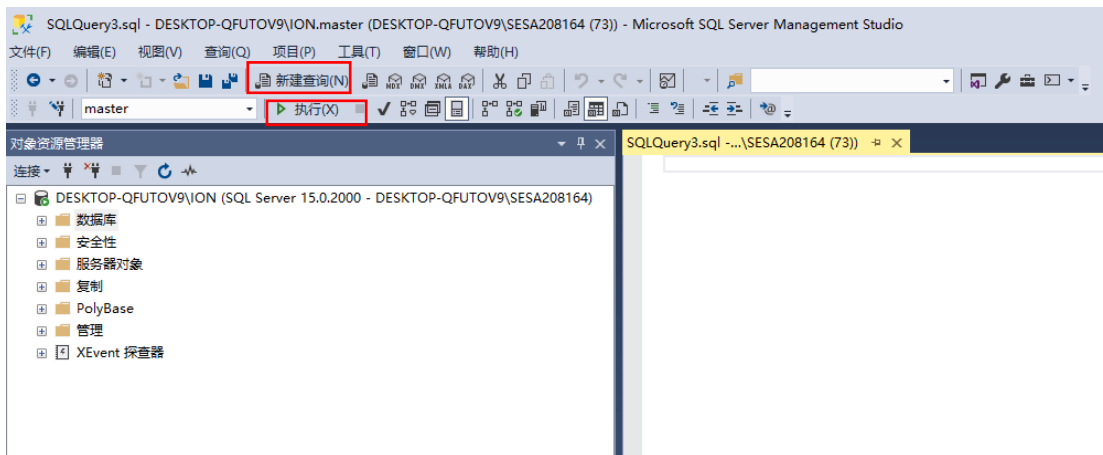 SQLQuery3.sql - DESKTOP-QFUTOV9\ION.master (DESKTOP-QFUTOV9\SESA208164 (73)) - Microsoft SQL Server Management Studio
文件(F) 编辑(E) 视图(V) 查询(Q) 项目(P) 工具(T) 窗口(W) 帮助(H)
新建查询(N) MDX DMX XMLA DAX
master 执行(X)
对象资源管理器
SQLQuery3.sql -...\SESA208164 (73))
连接
DESKTOP-QFUTOV9\ION (SQL Server 15.0.2000 - DESKTOP-QFUTOV9\SESA208164)
数据库
安全性
服务器对象
复制
PolyBase
管理
XEvent 探查器